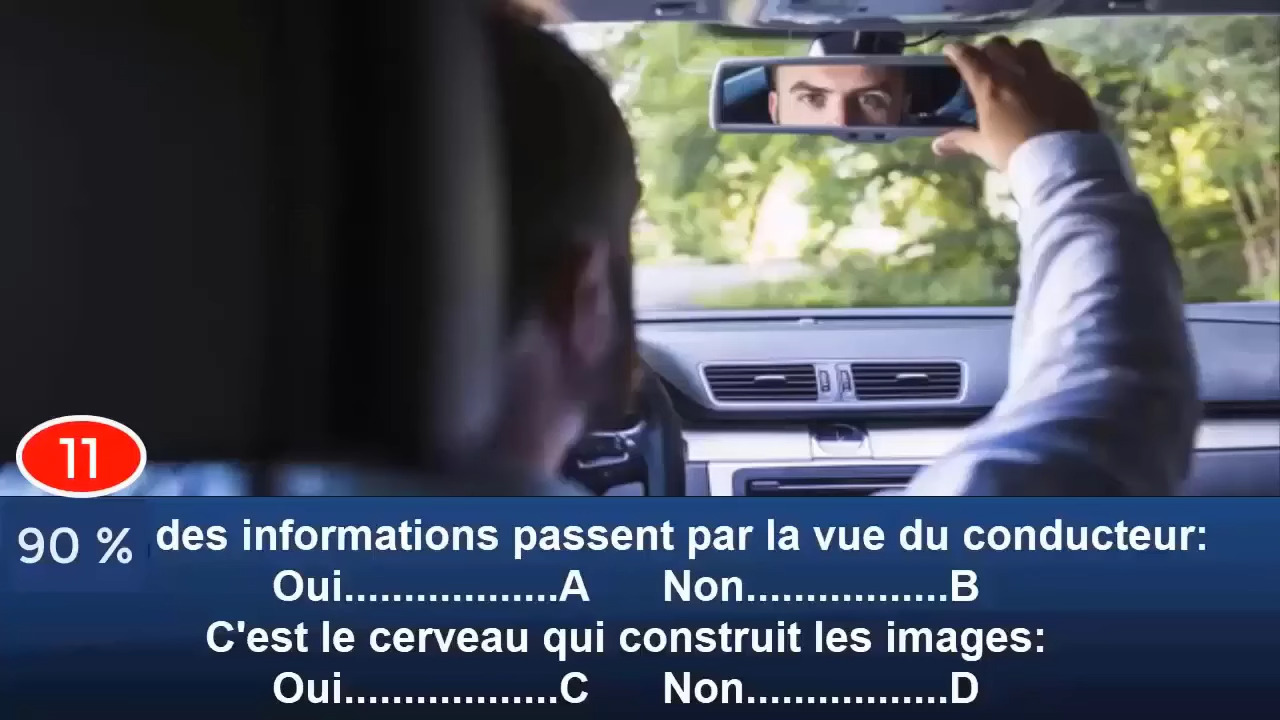 11
90 % des informations passent par la vue du conducteur:
Oui..................A Non.................B
C'est le cerveau qui construit les images:
Oui..................C Non.................D